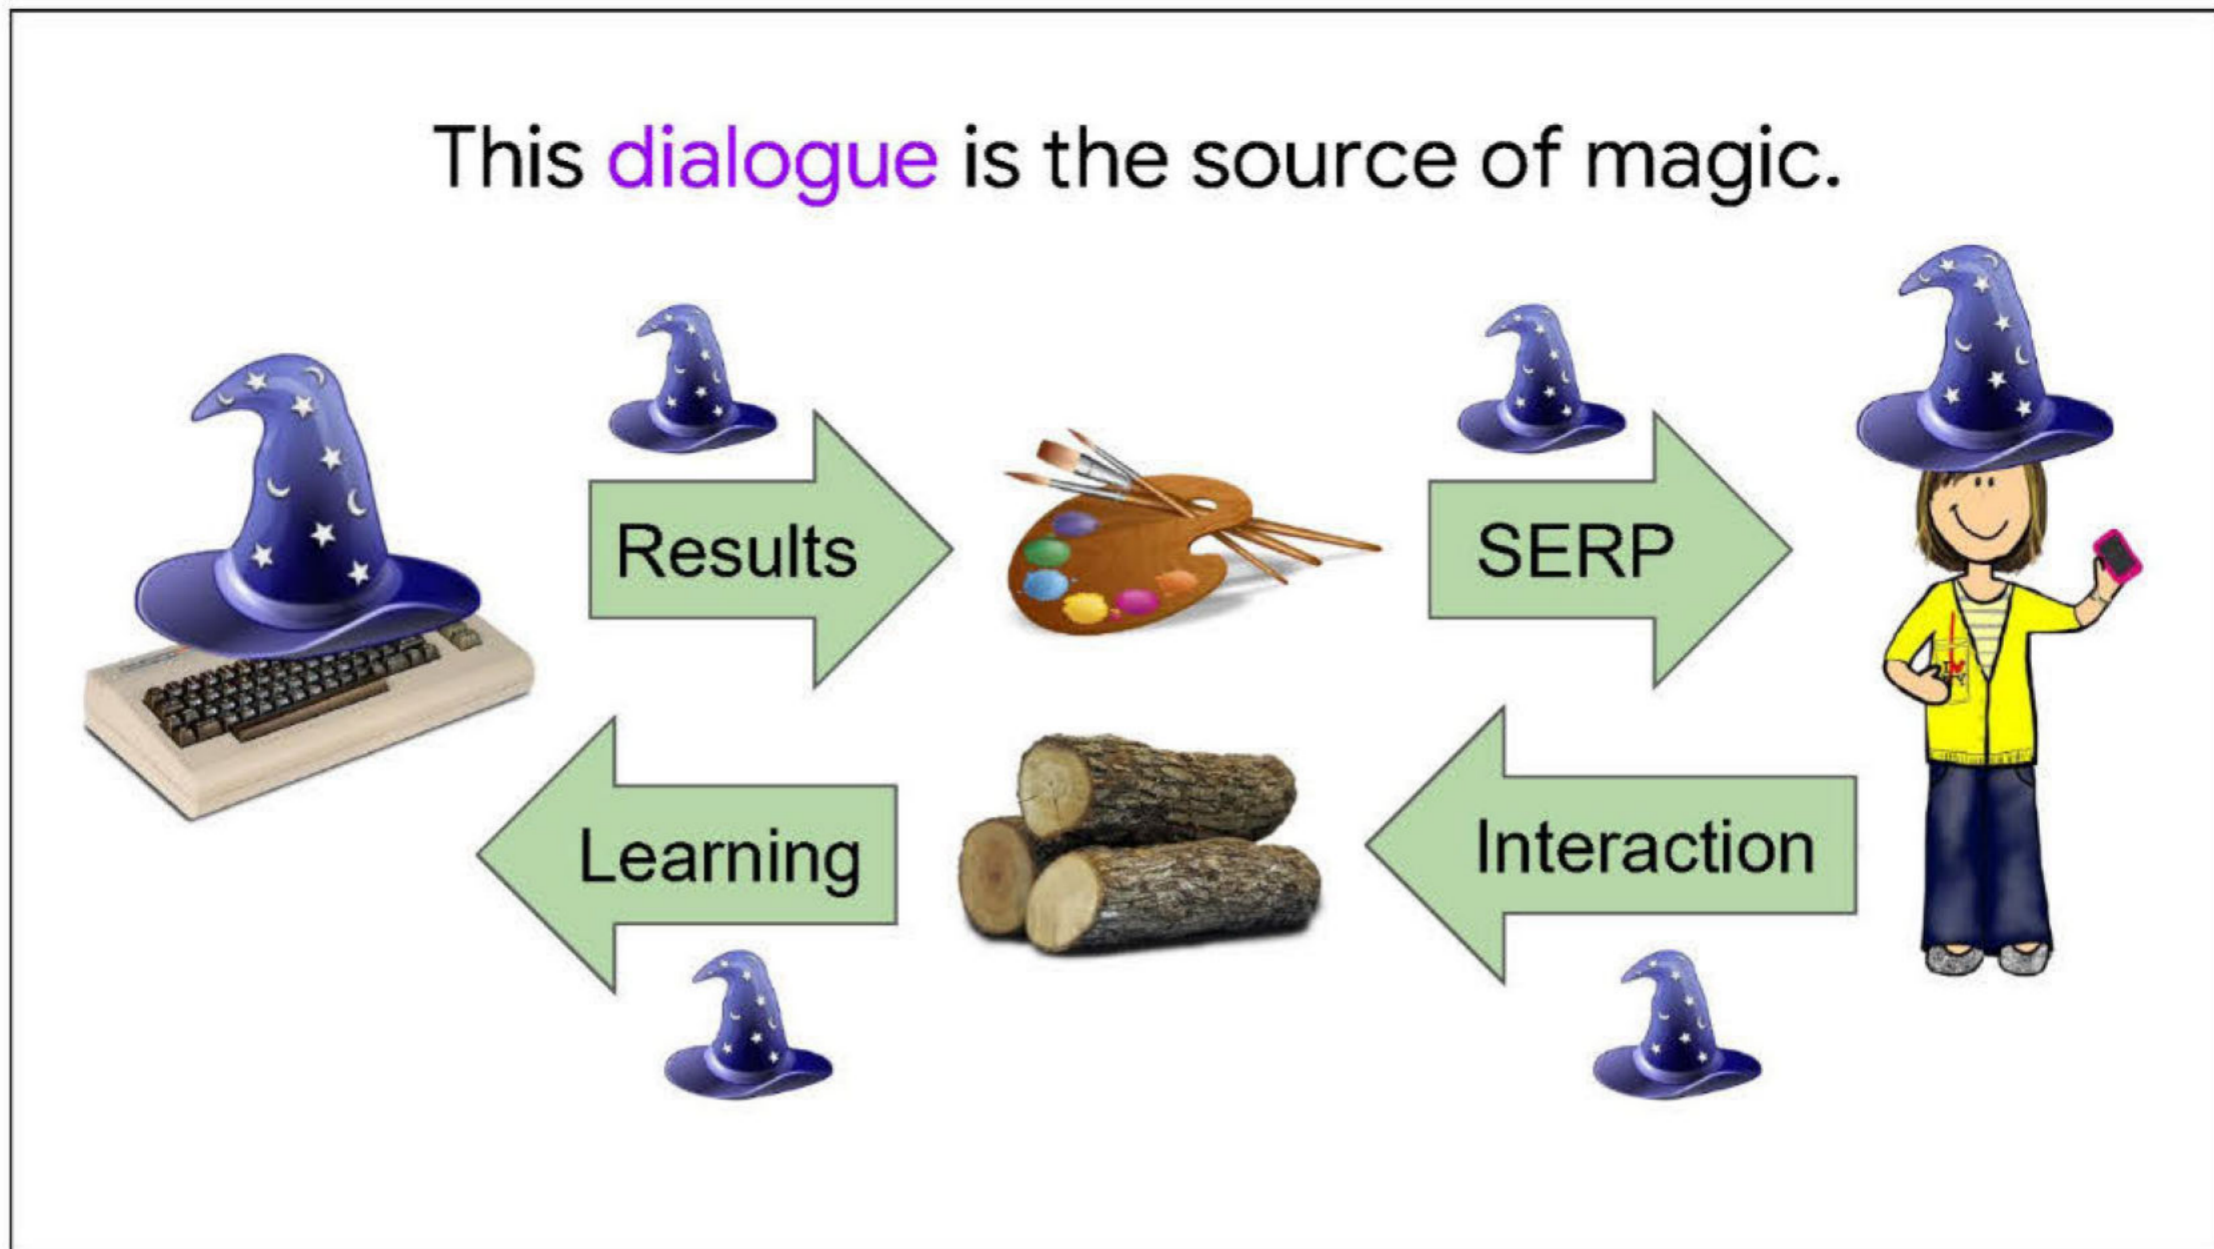 This dialogue is the source of magic.
Results
SERP
Learning
Interaction